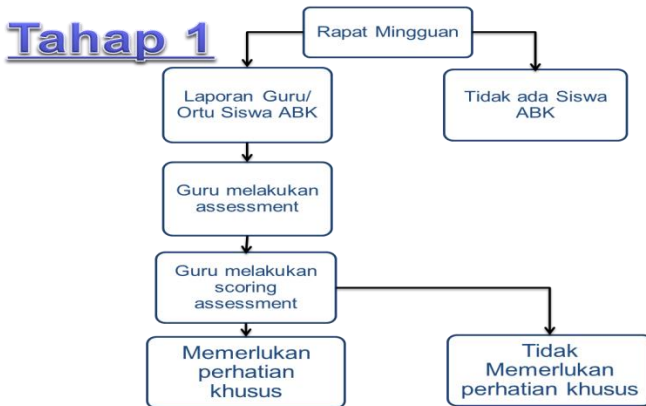 Tahap 1
Rapat Mingguan
Laporan Guru/
Ortu Siswa ABK
Tidak ada Siswa
ABK
Guru melakukan
assessment
Guru melakukan
scoring
assessment
Memerlukan
perhatian
khusus
Tidak
Memerlukan
perhatian khusus